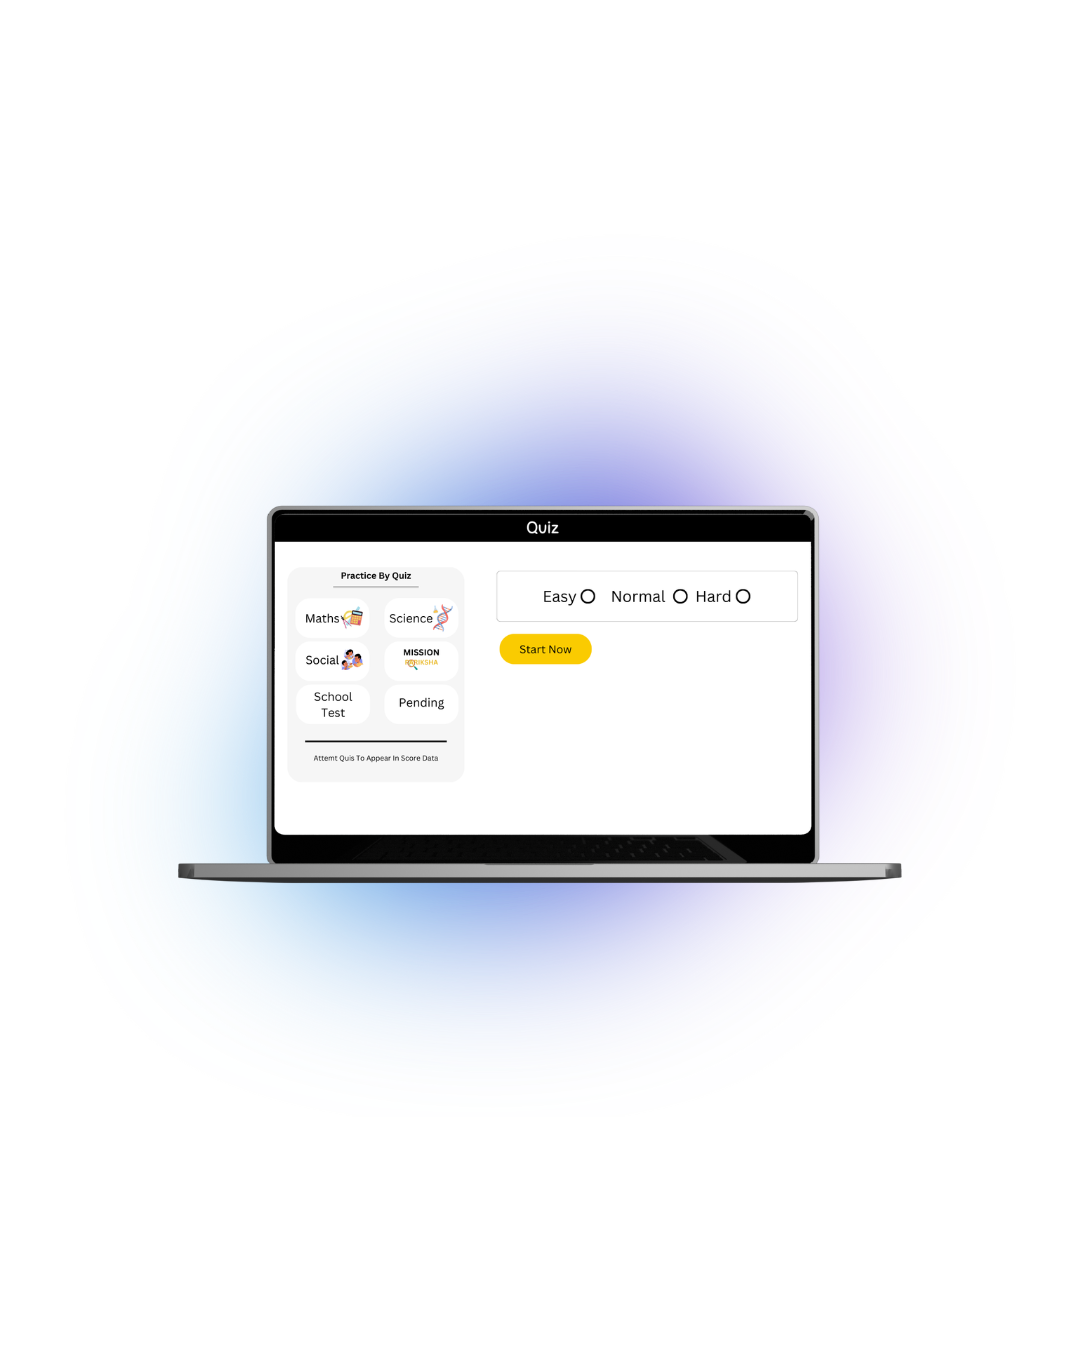 Quiz
Practice By Quiz
Maths
Science
Social
MISSION
PARIKSHA
School
Test
Pending
Attemt Quis To Appear In Score Data
Easy Normal Hard
Start Now